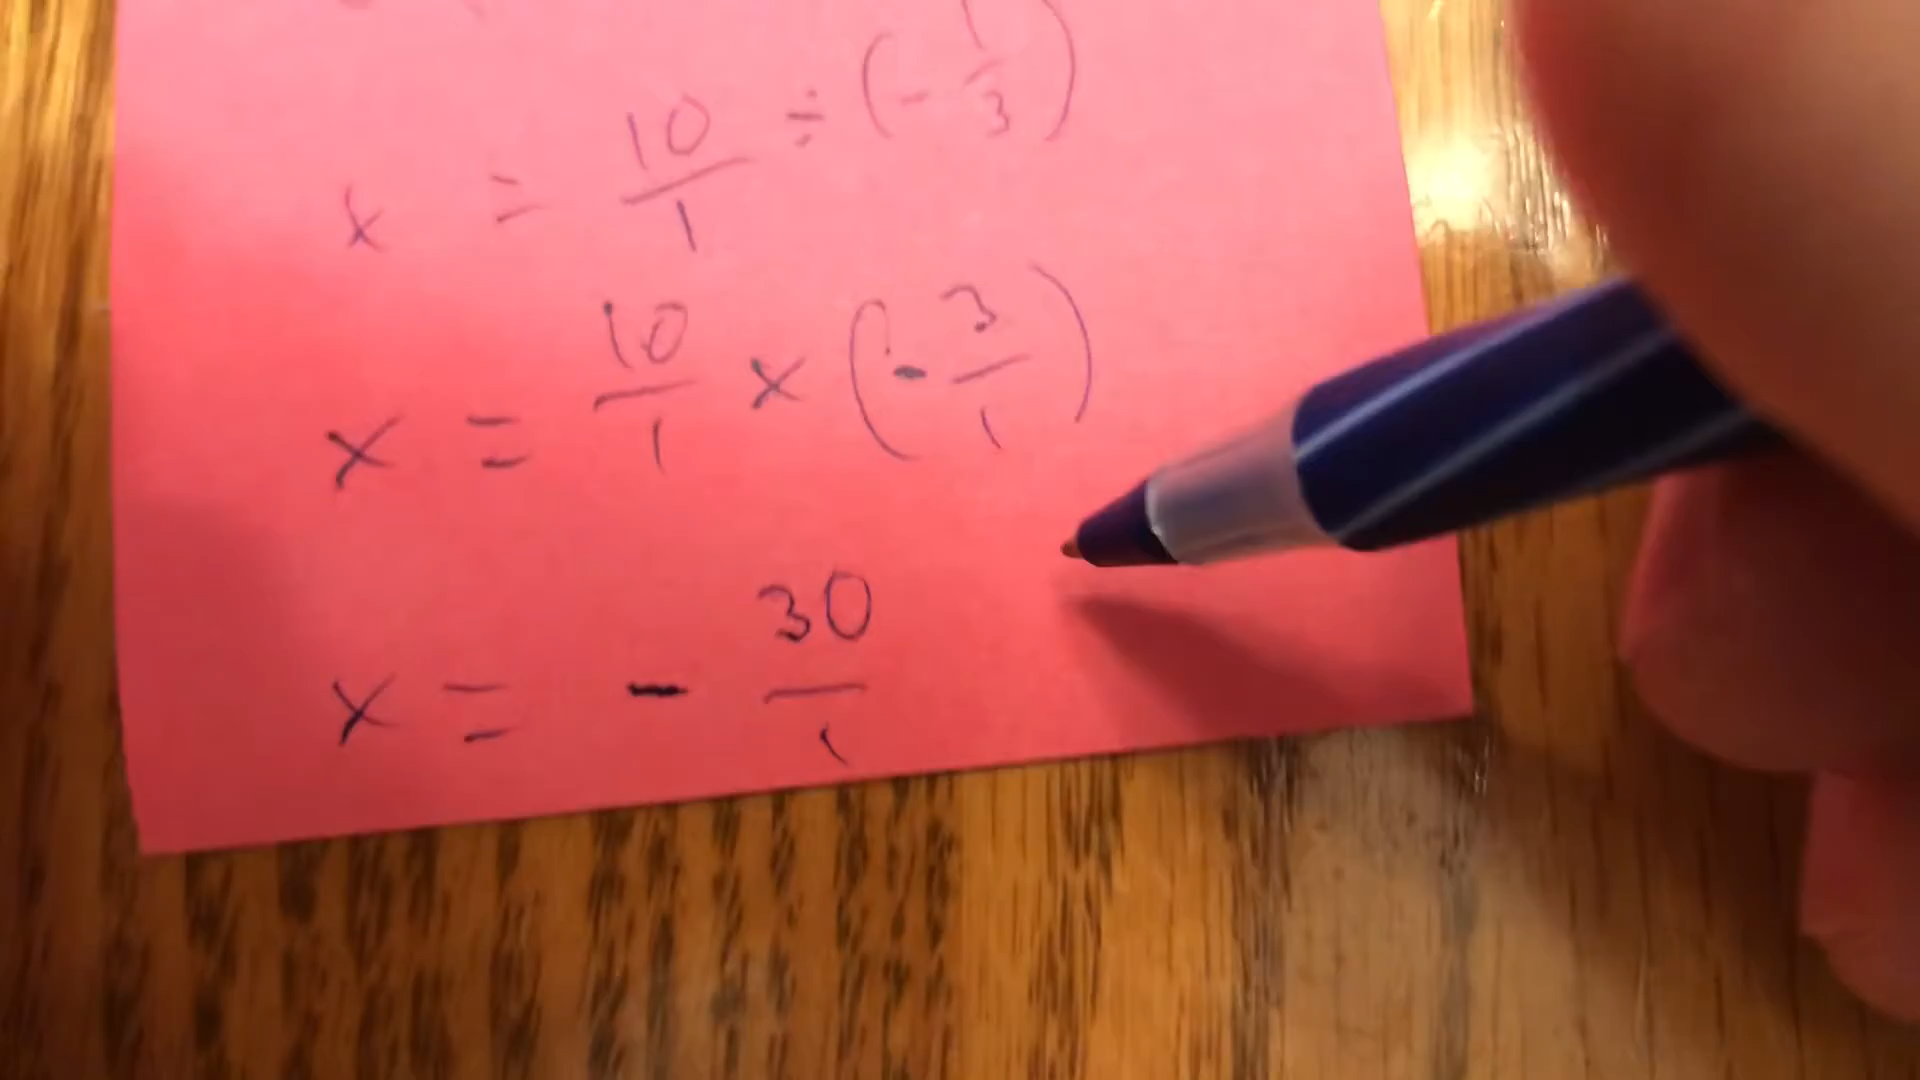 x = 10/1 ÷ (-1/3)
x = 10/1 × (-3/1)
x = - 30/1